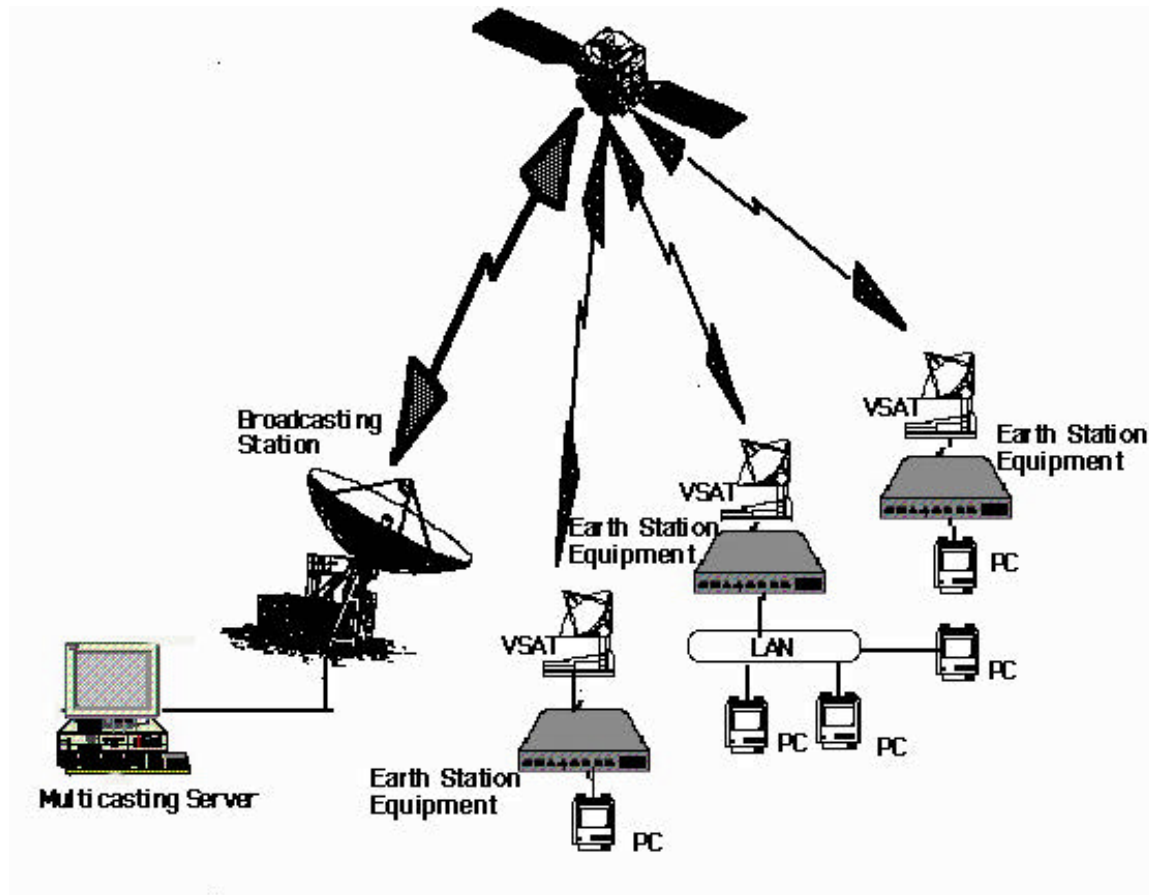 Broadcasting
Station
VSAT
Earth Station
Equipment
VSAT
Earth Station
Equipment
PC
VSAT
LAN
PC
PC
PC
Multicasting Server
Earth Station
Equipment
PC